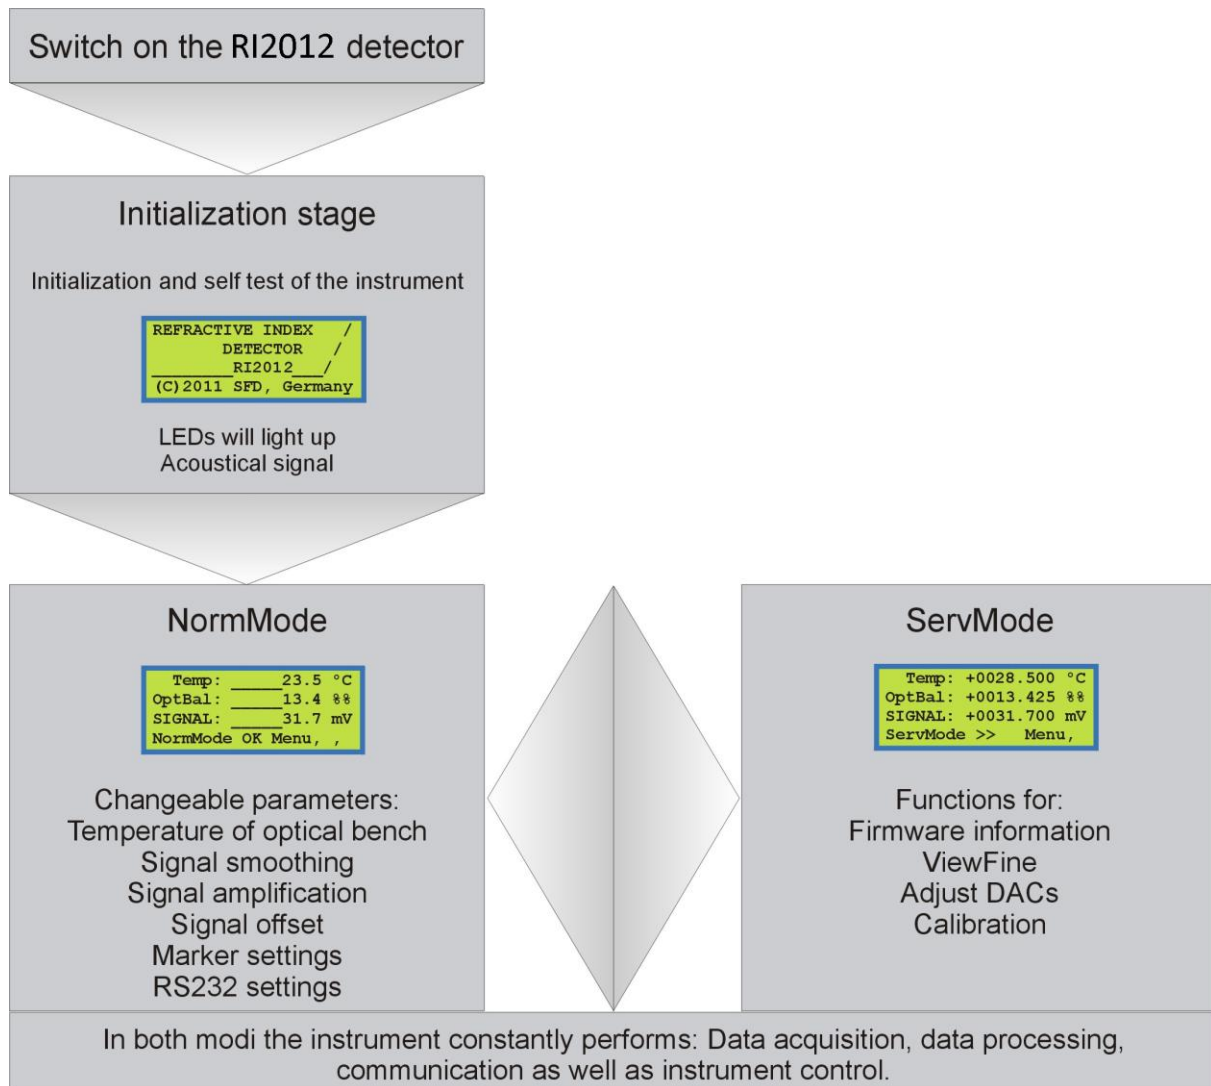 Switch on the RI2012 detector
Initialization stage
Initialization and self test of the instrument
REFRACTIVE INDEX /
DETECTOR /
________RI2012___/
(C)2011 SFD, Germany
LEDs will light up
Acoustical signal
NormMode
Temp: _____23.5 °C
OptBal: _____13.4 %%
SIGNAL: _____31.7 mV
NormMode OK Menu, ,
Changeable parameters:
Temperature of optical bench
Signal smoothing
Signal amplification
Signal offset
Marker settings
RS232 settings
ServMode
Temp: +0028.500 °C
OptBal: +0013.425 %%
SIGNAL: +0031.700 mV
ServMode >> Menu,
Functions for:
Firmware information
ViewFine
Adjust DACs
Calibration
In both modi the instrument constantly performs: Data acquisition, data processing,
communication as well as instrument control.